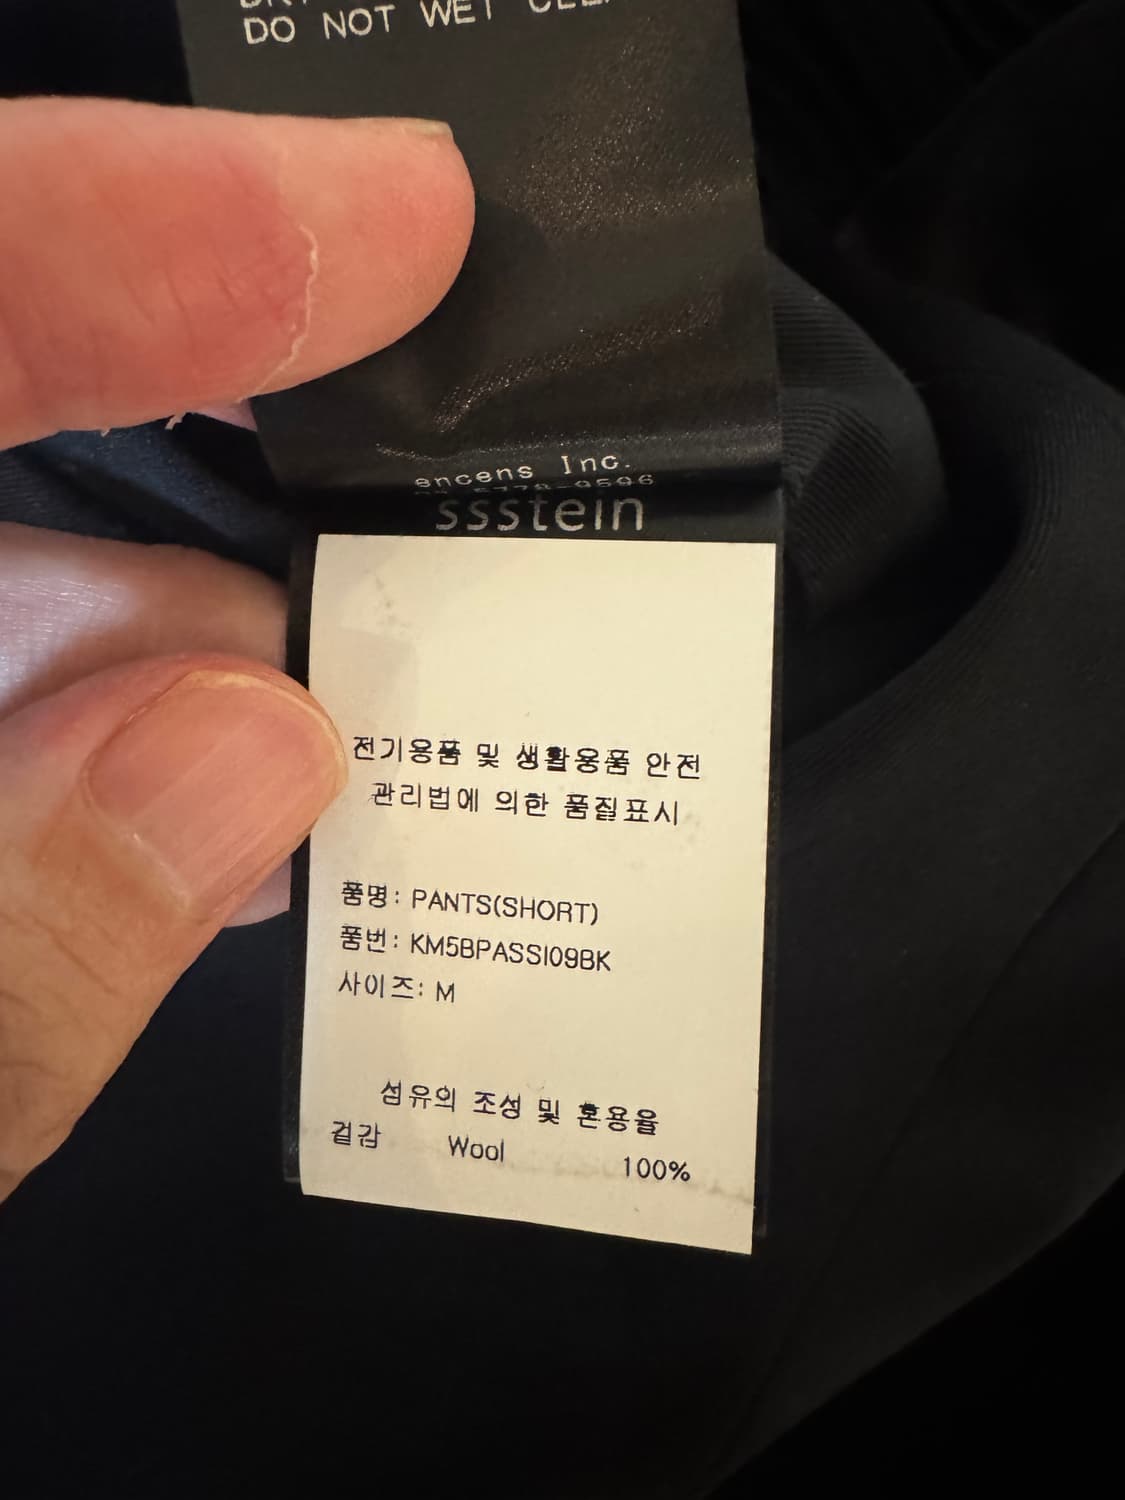 DO NOT WET
encens Inc.
ssstein
전기용품 및 생활용품 안전
관리법에 의한 품질표시
품명: PANTS(SHORT)
품번: KM5BPASSI09BK
사이즈: M
섬유의 조성 및 혼용율
겉감 Wool 100%